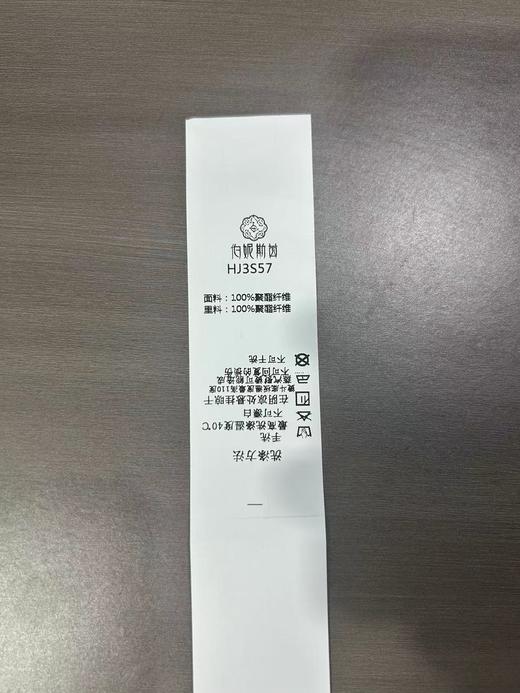 伯妮斯茵
HJ3S57
面料：100%聚酯纤维
里料：100%聚酯纤维
洗涤方法
手洗
最高洗涤温度40℃
不可漂白
在阴凉处悬挂晾干
熨斗底板最高温度110度
蒸汽熨烫可能造成
不可回复的损伤
不可干洗